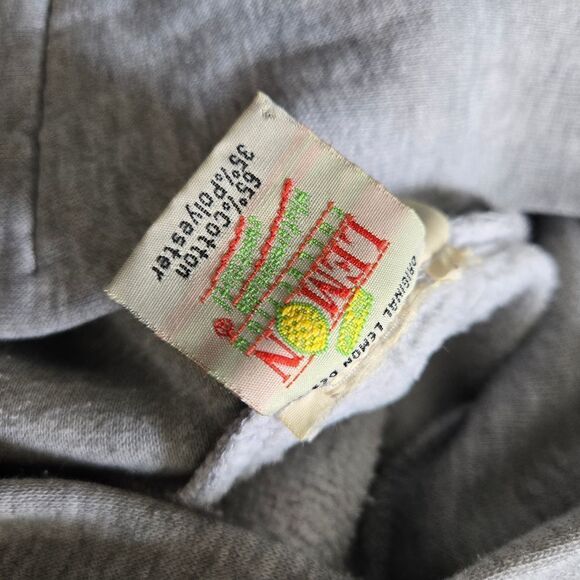 ORIGINAL LEMON
LEMON
65% Cotton
35% Polyester